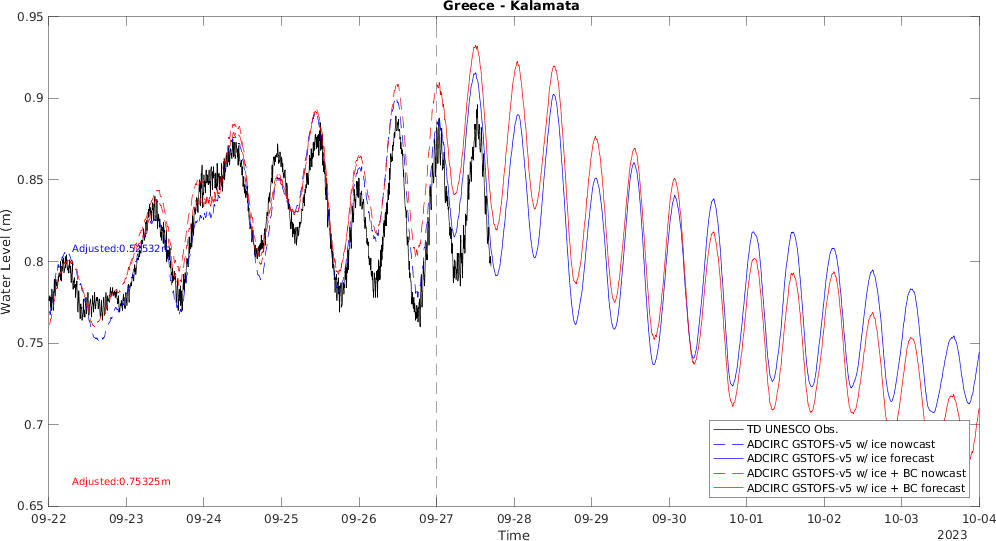 Greece - Kalamata
Water Level (m)
0.95
0.9
0.85
0.8
0.75
0.7
0.65
Adjusted:0.52532m
Adjusted:0.75325m
TD UNESCO Obs.
ADCIRC GSTOFS-v5 w/ ice nowcast
ADCIRC GSTOFS-v5 w/ ice forecast
ADCIRC GSTOFS-v5 w/ ice + BC nowcast
ADCIRC GSTOFS-v5 w/ ice + BC forecast
09-22 09-23 09-24 09-25 09-26 09-27 09-28 09-29 09-30 10-01 10-02 10-03 10-04
Time
2023